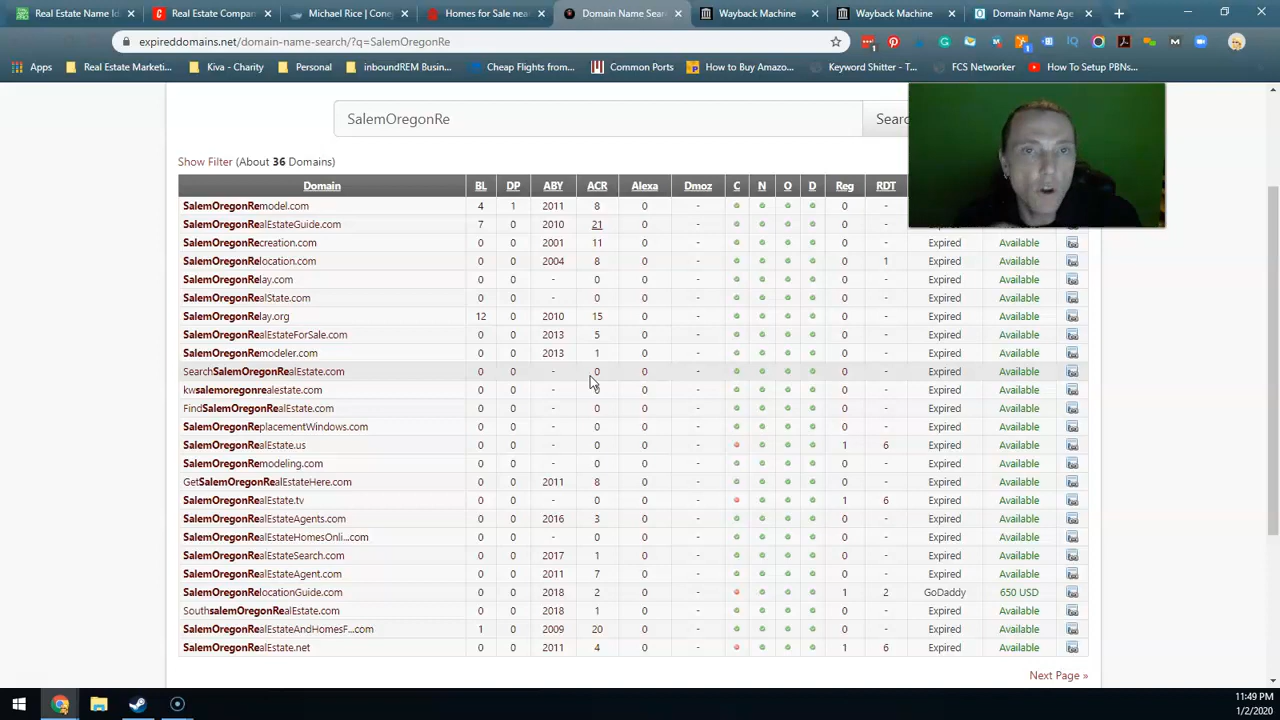 Real Estate Name Id
Real Estate Compan
Michael Rice | Cone
Homes for Sale nea
Domain Name Sear
Wayback Machine
Wayback Machine
Domain Name Age
expireddomains.net/domain-name-search/?q=SalemOregonRe
Apps
Real Estate Marketi...
Kiva - Charity
Personal
inboundREM Busin...
Cheap Flights from...
Common Ports
How to Buy Amazo...
Keyword Shitter - T...
FCS Networker
How To Setup PBNs...
SalemOregonRe
Searc
Show Filter (About 36 Domains)
Domain BL DP ABY ACR Alexa Dmoz C N O D Reg RDT
SalemOregonRemodel.com 4 1 2011 8 0 - 0 -
SalemOregonRealEstateGuide.com 7 0 2010 21 0 - 0 -
SalemOregonRecreation.com 0 0 2001 11 0 - 0 - Expired Available
SalemOregonRelocation.com 0 0 2004 8 0 - 0 1 Expired Available
SalemOregonRelay.com 0 0 - 0 0 - 0 - Expired Available
SalemOregonRealState.com 0 0 - 0 0 - 0 - Expired Available
SalemOregonRelay.org 12 0 2010 15 0 - 0 - Expired Available
SalemOregonRealEstateForSale.com 0 0 2013 5 0 - 0 - Expired Available
SalemOregonRemodeler.com 0 0 2013 1 0 - 0 - Expired Available
SearchSalemOregonRealEstate.com 0 0 - 0 0 - 0 - Expired Available
kwsalemoregonrealestate.com 0 0 - 0 0 - 0 - Expired Available
FindSalemOregonRealEstate.com 0 0 - 0 0 - 0 - Expired Available
SalemOregonReplacementWindows.com 0 0 - 0 0 - 0 - Expired Available
SalemOregonRealEstate.us 0 0 - 0 0 - 1 6 Expired Available
SalemOregonRemodeling.com 0 0 - 0 0 - 0 - Expired Available
GetSalemOregonRealEstateHere.com 0 0 2011 8 0 - 0 - Expired Available
SalemOregonRealEstate.tv 0 0 - 0 0 - 1 6 Expired Available
SalemOregonRealEstateAgents.com 0 0 2016 3 0 - 0 - Expired Available
SalemOregonRealEstateHomesOnli...com 0 0 - 0 0 - 0 - Expired Available
SalemOregonRealEstateSearch.com 0 0 2017 1 0 - 0 - Expired Available
SalemOregonRealEstateAgent.com 0 0 2011 7 0 - 0 - Expired Available
SalemOregonRelocationGuide.com 0 0 2018 2 0 - 1 2 GoDaddy 650 USD
SouthsalemOregonRealEstate.com 0 0 2018 1 0 - 0 - Expired Available
SalemOregonRealEstateAndHomesF...com 1 0 2009 20 0 - 0 - Expired Available
SalemOregonRealEstate.net 0 0 2011 4 0 - 1 6 Expired Available
Next Page »
11:49 PM
1/2/2020